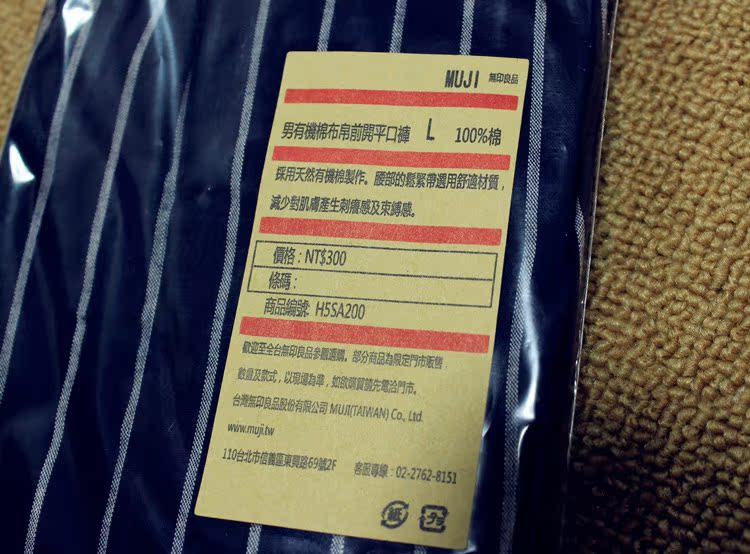 MUJI 無印良品
男有機棉布帛前開平口褲 L 100%棉
採用天然有機棉製作。腰部的鬆緊帶選用舒適材質，
減少對肌膚產生刺癢感及束縛感。
價格：NT$300
條碼：
商品編號: H5SA200
歡迎至全台無印良品參觀選購。部分商品為限定門市販售
數量及款式，以現場為準，如欲購買請先電洽門市。
台灣無印良品股份有限公司 MUJI(TAIWAN) Co., Ltd.
www.muji.tw
110台北市信義區東興路69號2F 客服專線：02-2762-8151
紙 プラ